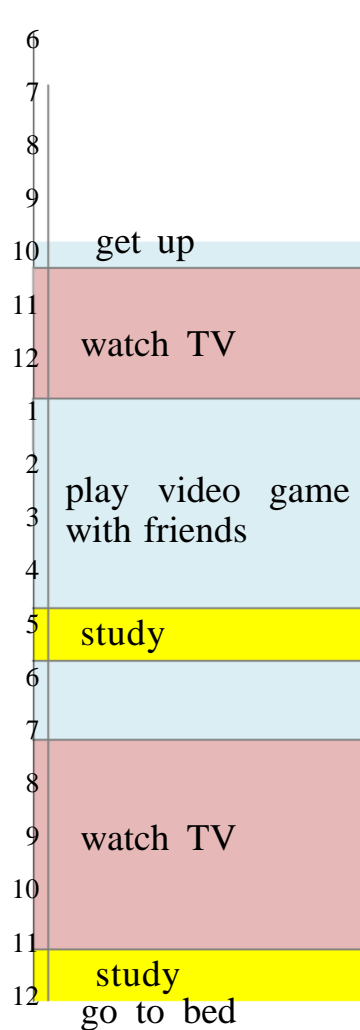 6
7
8
9
10 get up
11
12 watch TV
1
2
play video game
3 with friends
4
5 study
6
7
8
9 watch TV
10
11
study
12
go to bed